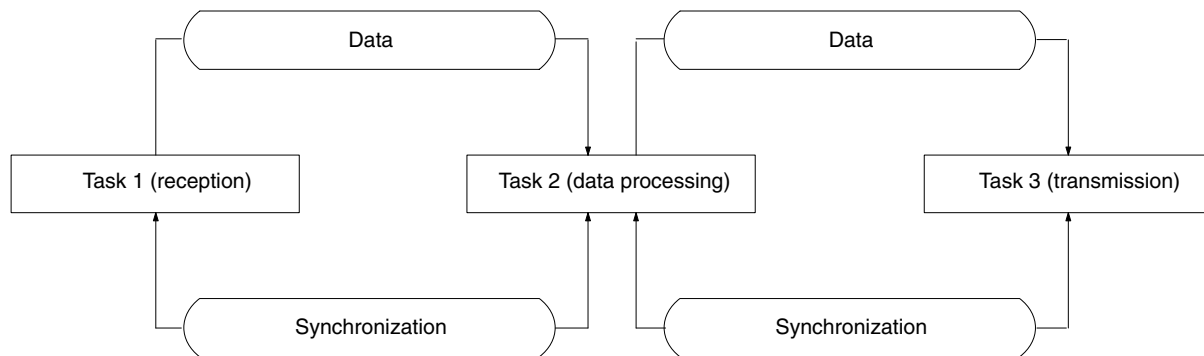 Data
Data
Task 1 (reception)
Task 2 (data processing)
Task 3 (transmission)
Synchronization
Synchronization